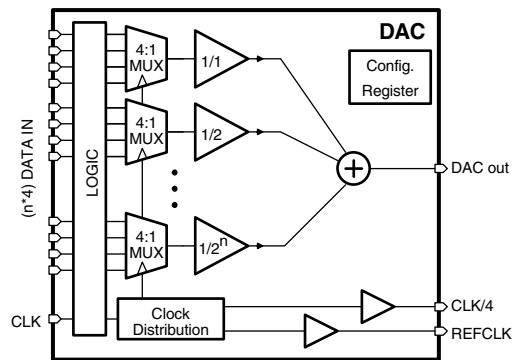 DAC
4:1
MUX
1/1
Config.
Register
4:1
MUX
1/2
(n*4) DATA IN
LOGIC
DAC out
4:1
MUX
1/2ⁿ
CLK
Clock
Distribution
CLK/4
REFCLK